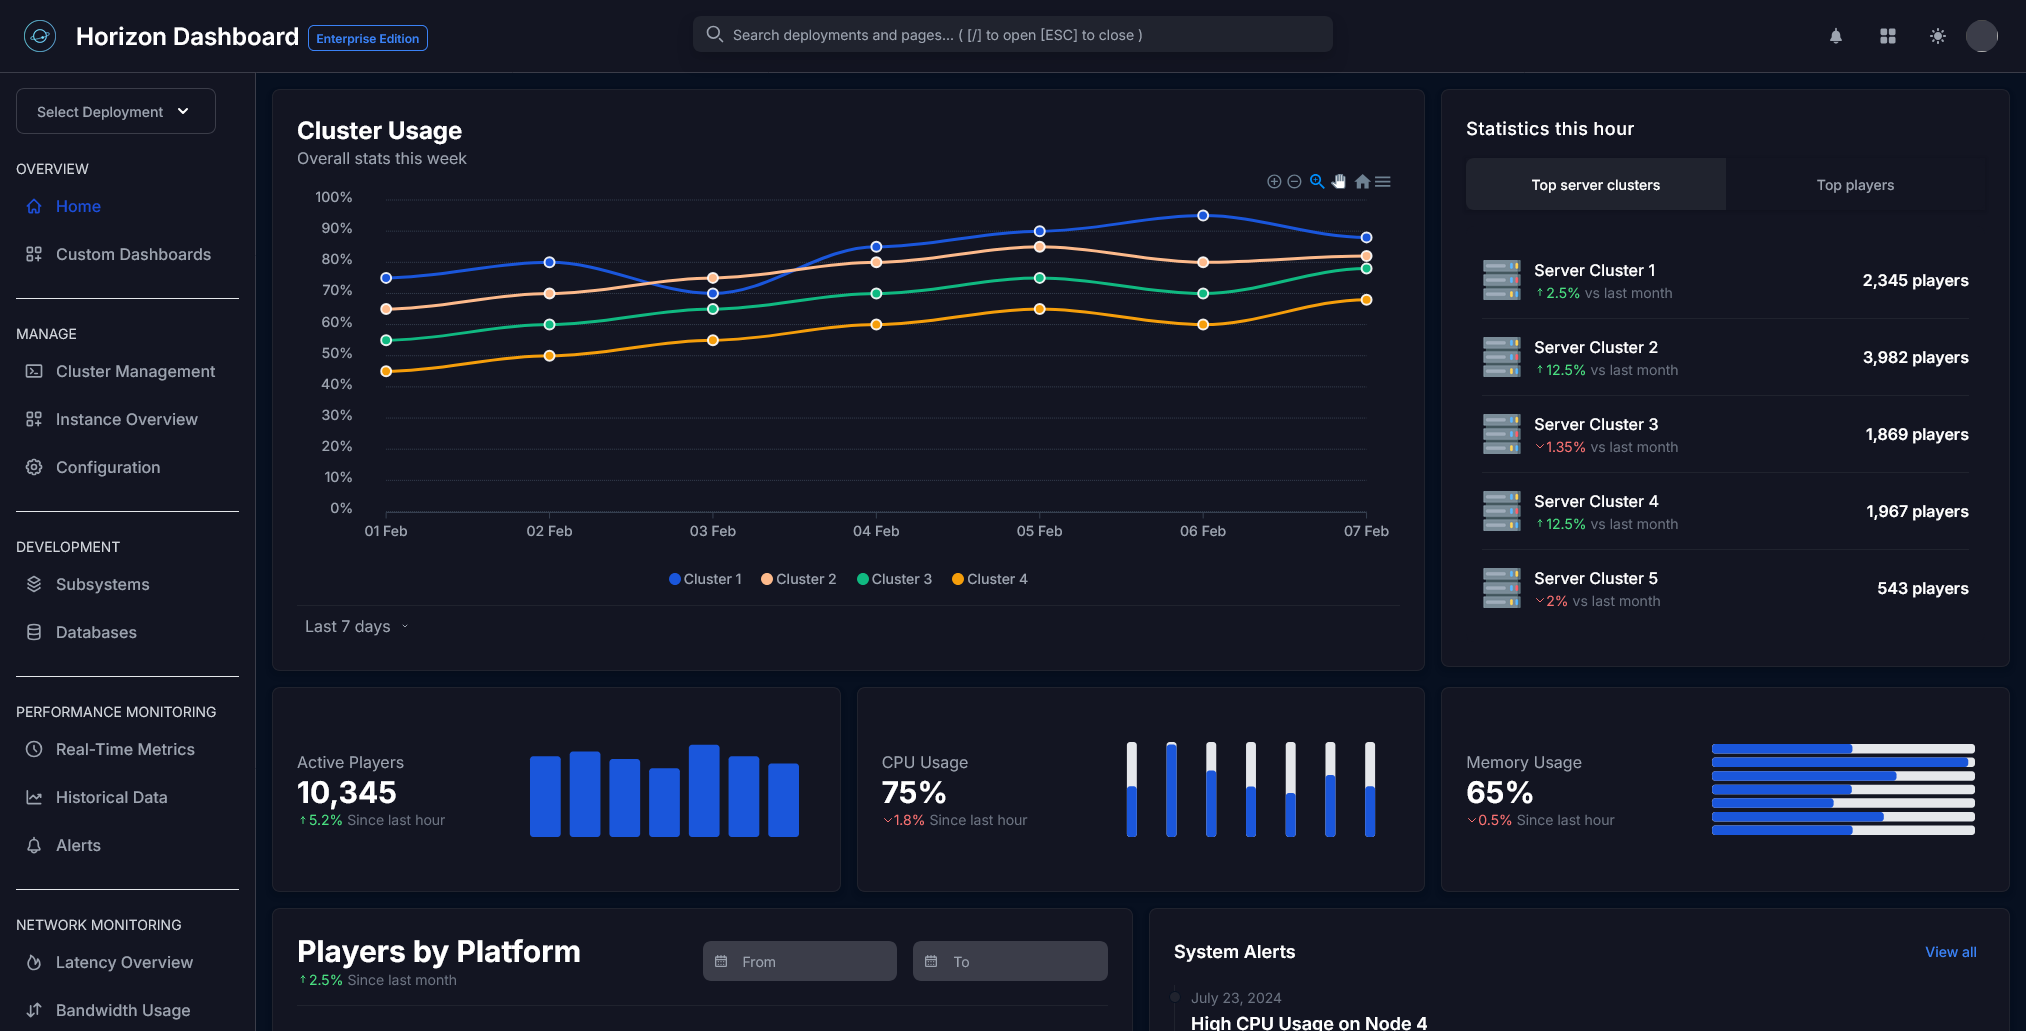 Horizon Dashboard
Enterprise Edition
Search deployments and pages... ( [/] to open [ESC] to close )
Select Deployment
OVERVIEW
Home
Custom Dashboards
MANAGE
Cluster Management
Instance Overview
Configuration
DEVELOPMENT
Subsystems
Databases
PERFORMANCE MONITORING
Real-Time Metrics
Historical Data
Alerts
NETWORK MONITORING
Latency Overview
Bandwidth Usage
Cluster Usage
Overall stats this week
100%
90%
80%
70%
60%
50%
40%
30%
20%
10%
0%
01 Feb 02 Feb 03 Feb 04 Feb 05 Feb 06 Feb 07 Feb
Cluster 1 Cluster 2 Cluster 3 Cluster 4
Last 7 days
Statistics this hour
Top server clusters Top players
Server Cluster 1
2.5% vs last month
2,345 players
Server Cluster 2
12.5% vs last month
3,982 players
Server Cluster 3
1.35% vs last month
1,869 players
Server Cluster 4
12.5% vs last month
1,967 players
Server Cluster 5
2% vs last month
543 players
Active Players
10,345
5.2% Since last hour
CPU Usage
75%
1.8% Since last hour
Memory Usage
65%
0.5% Since last hour
Players by Platform
2.5% Since last month
From
To
System Alerts
View all
July 23, 2024
High CPU Usage on Node 4